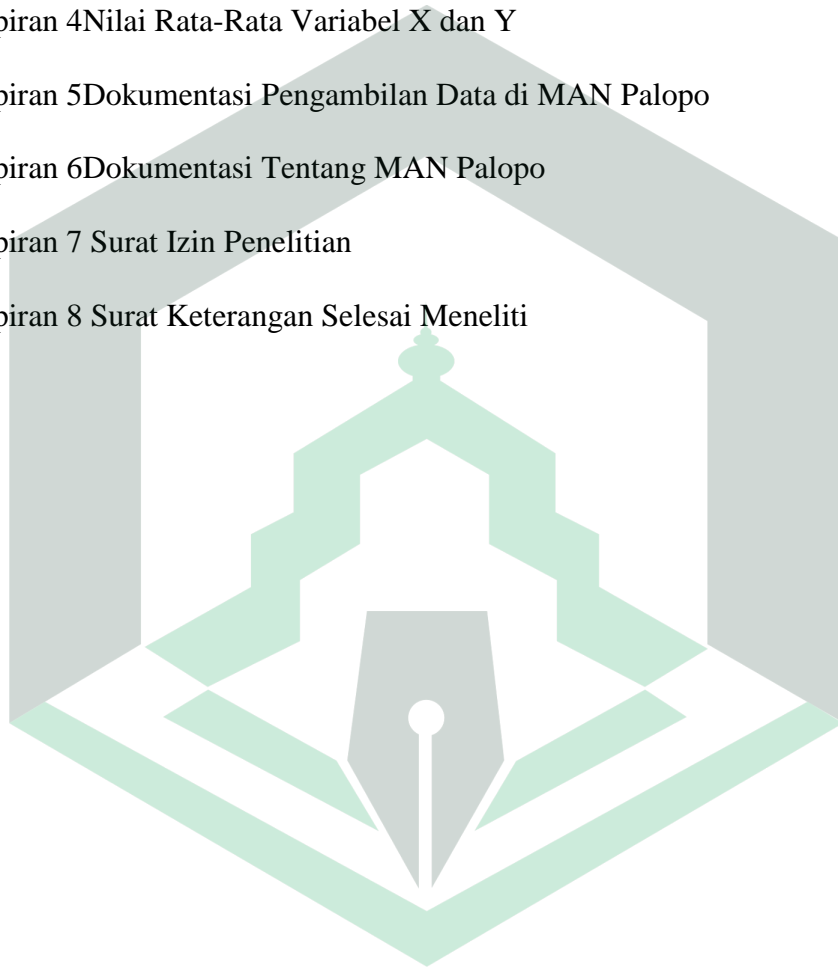 piran 4Nilai Rata-Rata Variabel X dan Y
piran 5Dokumentasi Pengambilan Data di MAN Palopo
piran 6Dokumentasi Tentang MAN Palopo
piran 7 Surat Izin Penelitian
piran 8 Surat Keterangan Selesai Meneliti